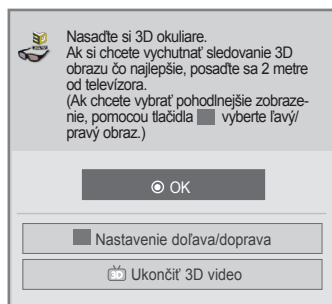 Nasaďte si 3D okuliare.
Ak si chcete vychutnať sledovanie 3D
obrazu čo najlepšie, posaďte sa 2 metre
od televízora.
(Ak chcete vybrať pohodlnejšie zobraze-
nie, pomocou tlačidla vyberte ľavý/
pravý obraz.)
OK
Nastavenie doľava/doprava
3D Ukončiť 3D video